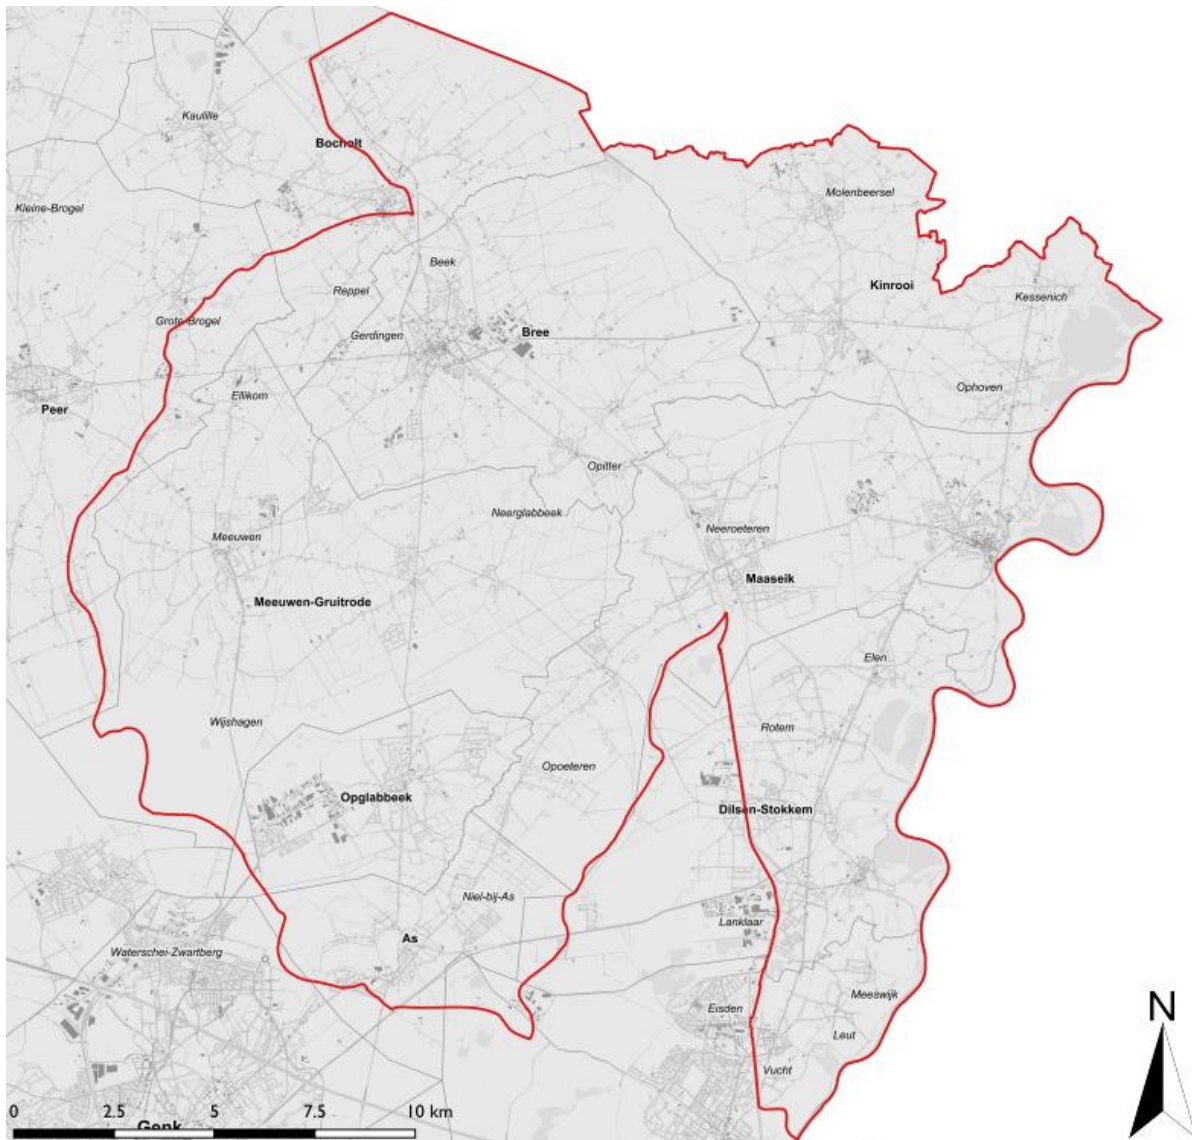 Kaulille
Bocholt
Kleine-Brogel
Molenbeersel
Beek
Reppel
Kinrooi
Kessenich
Grote-Brogel
Gerdingen
Bree
Ellikom
Ophoven
Peer
Opitter
Neerglabbeek
Neeroeteren
Meeuwen
Maaseik
Meeuwen-Gruitrode
Elen
Wijshagen
Rotem
Opoeteren
Opglabbeek
Dilsen-Stokkem
Niel-bij-As
Lanklaar
As
Waterschei-Zwartberg
Meeswijk
Eisden
N
Leut
Vucht
0 2.5 5 7.5 10 km
Genk